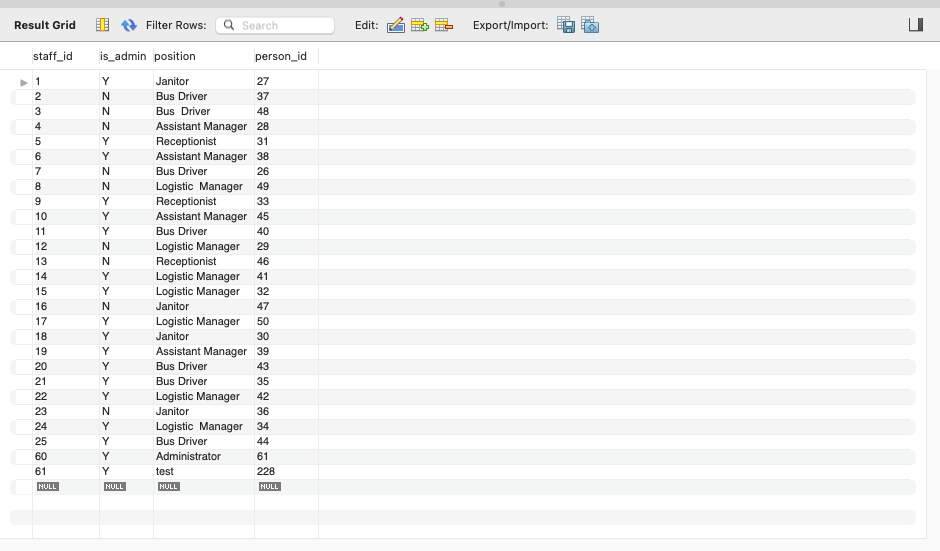 Result Grid Filter Rows: Search Edit: Export/Import:
staff_id is_admin position person_id
1 Y Janitor 27
2 N Bus Driver 37
3 N Bus  Driver 48
4 N Assistant Manager 28
5 Y Receptionist 31
6 Y Assistant Manager 38
7 N Bus Driver 26
8 N Logistic  Manager 49
9 Y Receptionist 33
10 Y Assistant Manager 45
11 Y Bus Driver 40
12 N Logistic Manager 29
13 N Receptionist 46
14 Y Logistic Manager 41
15 Y Logistic Manager 32
16 N Janitor 47
17 Y Logistic Manager 50
18 Y Janitor 30
19 Y Assistant Manager 39
20 Y Bus Driver 43
21 Y Bus Driver 35
22 Y Logistic Manager 42
23 N Janitor 36
24 Y Logistic  Manager 34
25 Y Bus Driver 44
60 Y Administrator 61
61 Y test 228
NULL NULL NULL NULL